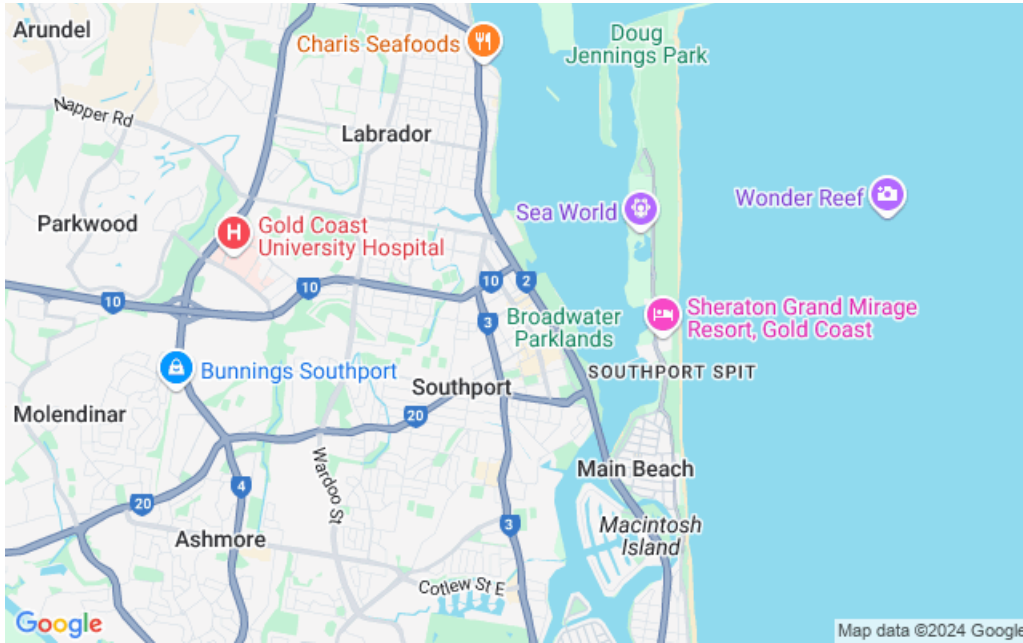 Arundel
Charis Seafoods
Doug
Jennings Park
Napper Rd
Labrador
Parkwood
Gold Coast
University Hospital
Sea World
Wonder Reef
10
10
10
2
3
Broadwater
Parklands
Sheraton Grand Mirage
Resort, Gold Coast
Bunnings Southport
SOUTHPORT SPIT
Southport
Molendinar
20
Wardoo St
Main Beach
4
20
3
Macintosh
Island
Ashmore
Cotlew St E
Google
Map data ©2024 Google